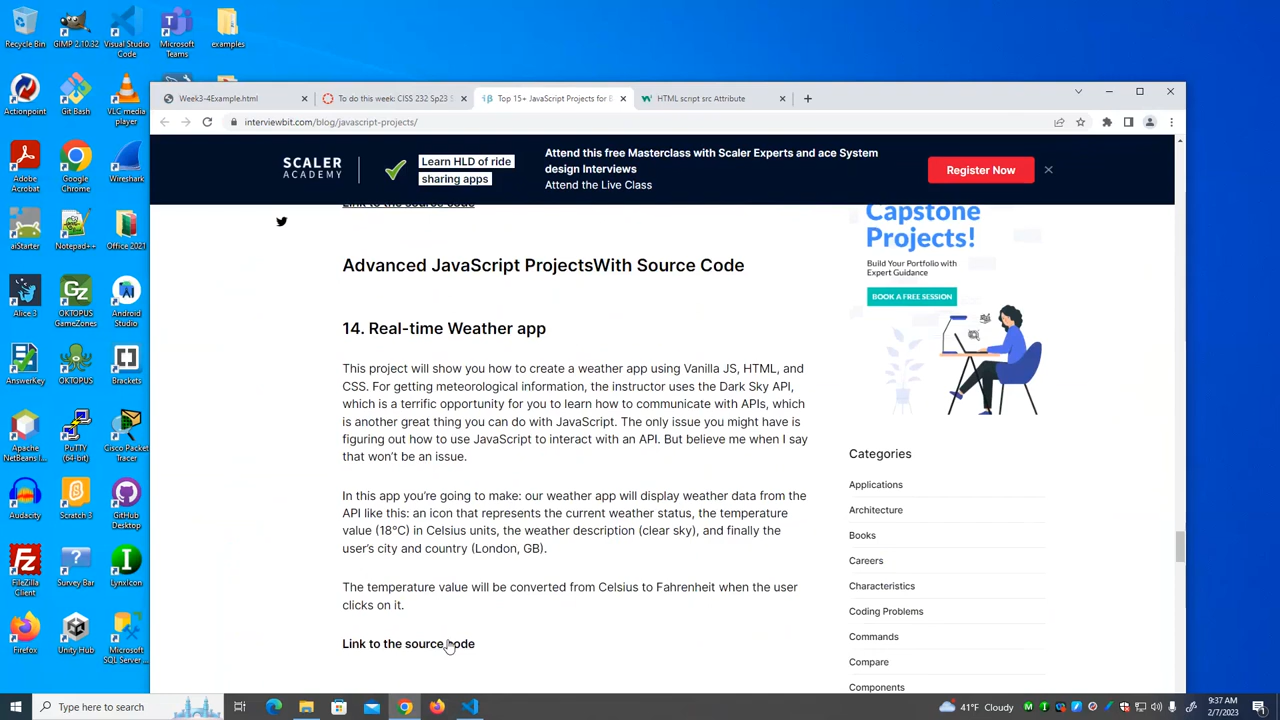 Recycle Bin
GIMP 2.10.32
Visual Studio
Code
Microsoft
Teams
examples
Actionpoint
Git Bash
VLC media
player
Adobe
Acrobat
Google
Chrome
Wireshark
aiStarter
Notepad++
Office 2021
Alice 3
OKTOPUS
GameZones
Android
Studio
AnswerKey
OKTOPUS
Brackets
Apache
NetBeans I...
PuTTY
(64-bit)
Cisco Packet
Tracer
Audacity
Scratch 3
GitHub
Desktop
FileZilla
Client
Survey Bar
LynxIcon
Firefox
Unity Hub
Microsoft
SQL Server ...
Week3-4Example.html
To do this week: CISS 232 Sp23 S
Top 15+ JavaScript Projects for B
HTML script src Attribute
interviewbit.com/blog/javascript-projects/
SCALER
ACADEMY
Learn HLD of ride
sharing apps
Attend this free Masterclass with Scaler Experts and ace System
design Interviews
Attend the Live Class
Register Now
Link to the source code
Advanced JavaScript ProjectsWith Source Code
14. Real-time Weather app
This project will show you how to create a weather app using Vanilla JS, HTML, and
CSS. For getting meteorological information, the instructor uses the Dark Sky API,
which is a terrific opportunity for you to learn how to communicate with APIs, which
is another great thing you can do with JavaScript. The only issue you might have is
figuring out how to use JavaScript to interact with an API. But believe me when I say
that won't be an issue.
In this app you're going to make: our weather app will display weather data from the
API like this: an icon that represents the current weather status, the temperature
value (18°C) in Celsius units, the weather description (clear sky), and finally the
user's city and country (London, GB).
The temperature value will be converted from Celsius to Fahrenheit when the user
clicks on it.
Link to the source code
Capstone
Projects!
Build Your Portfolio with
Expert Guidance
BOOK A FREE SESSION
Categories
Applications
Architecture
Books
Careers
Characteristics
Coding Problems
Commands
Compare
Components
Type here to search
41°F Cloudy
9:37 AM
2/7/2023